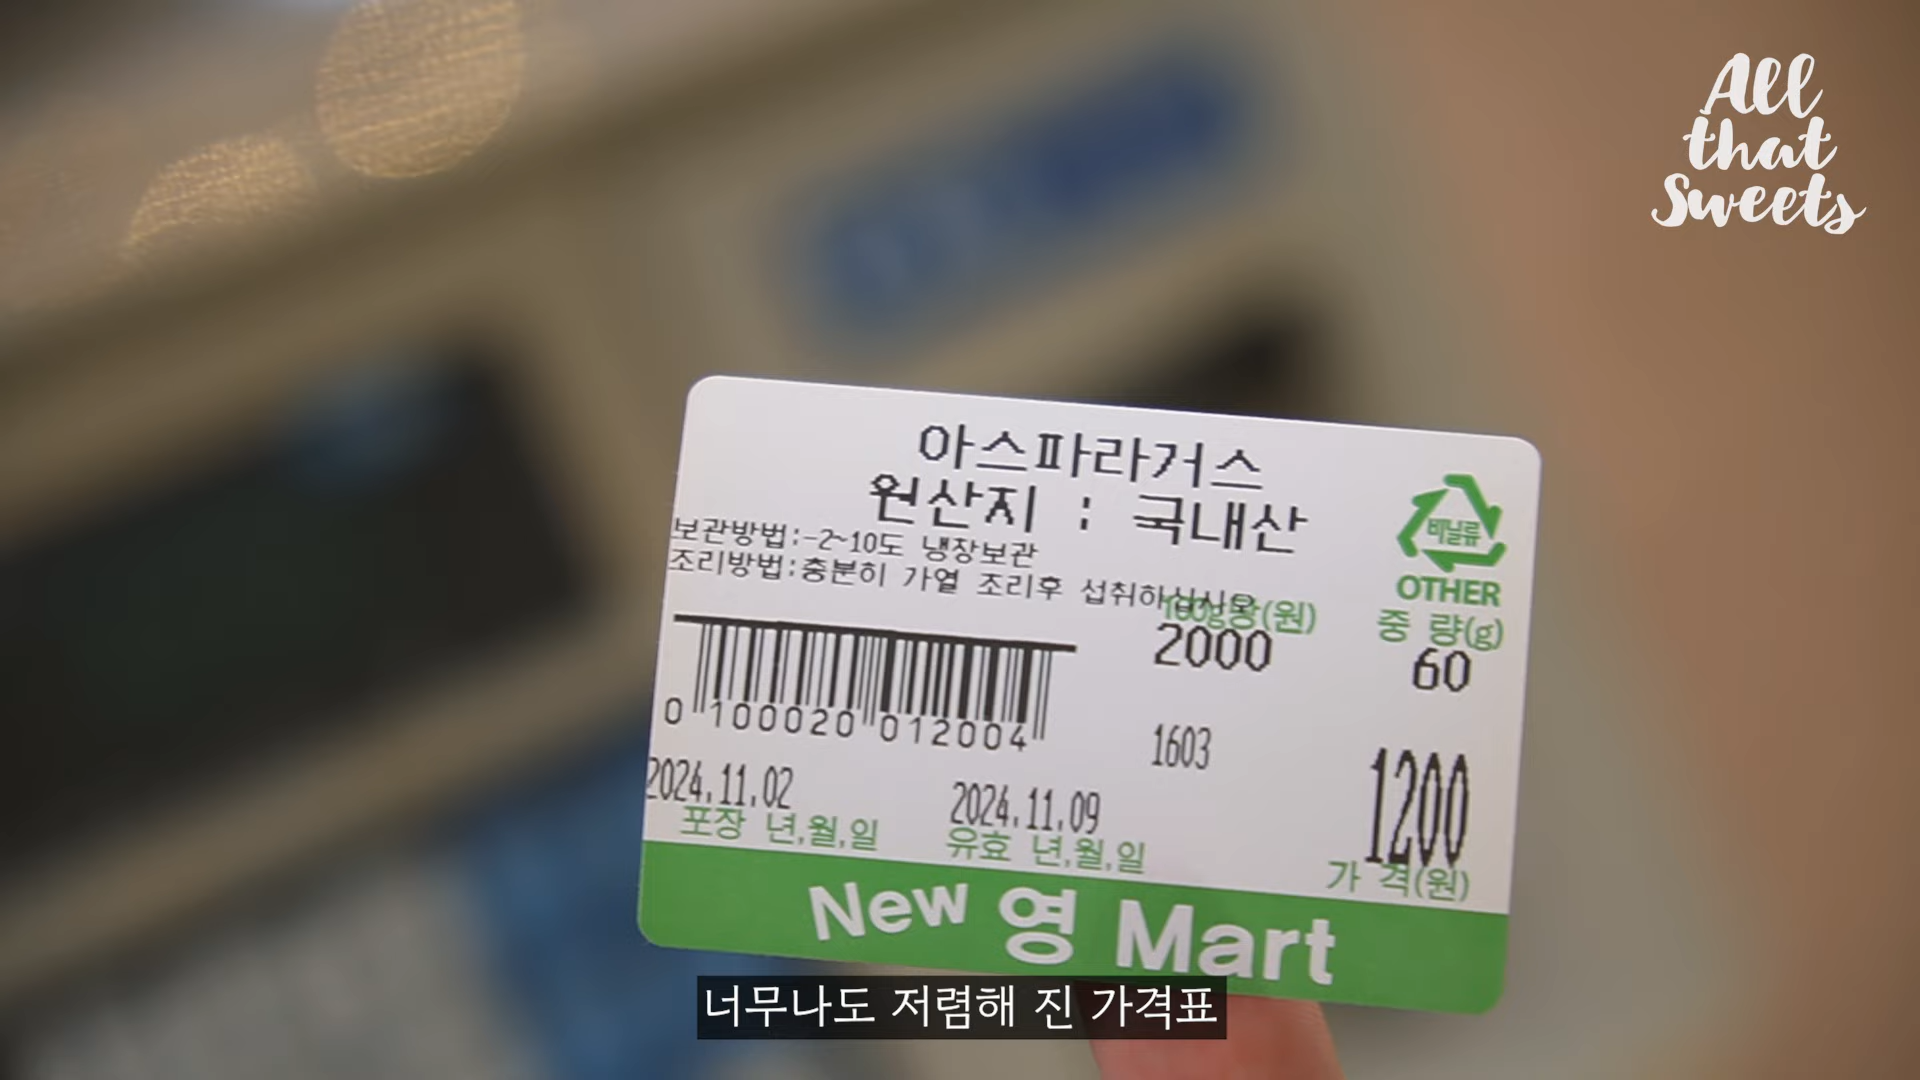 All
that
Sweets
아스파라거스
원산지 : 국내산
보관방법:-2~10도 냉장보관
조리방법:충분히 가열 조리후 섭취하십시오
비닐류
OTHER
100g당(원)
중 량(g)
2000
60
0 100020 012004
1603
1200
2024.11.02
2024.11.09
포장 년,월,일
유효 년,월,일
가 격(원)
New 영 Mart
너무나도 저렴해 진 가격표